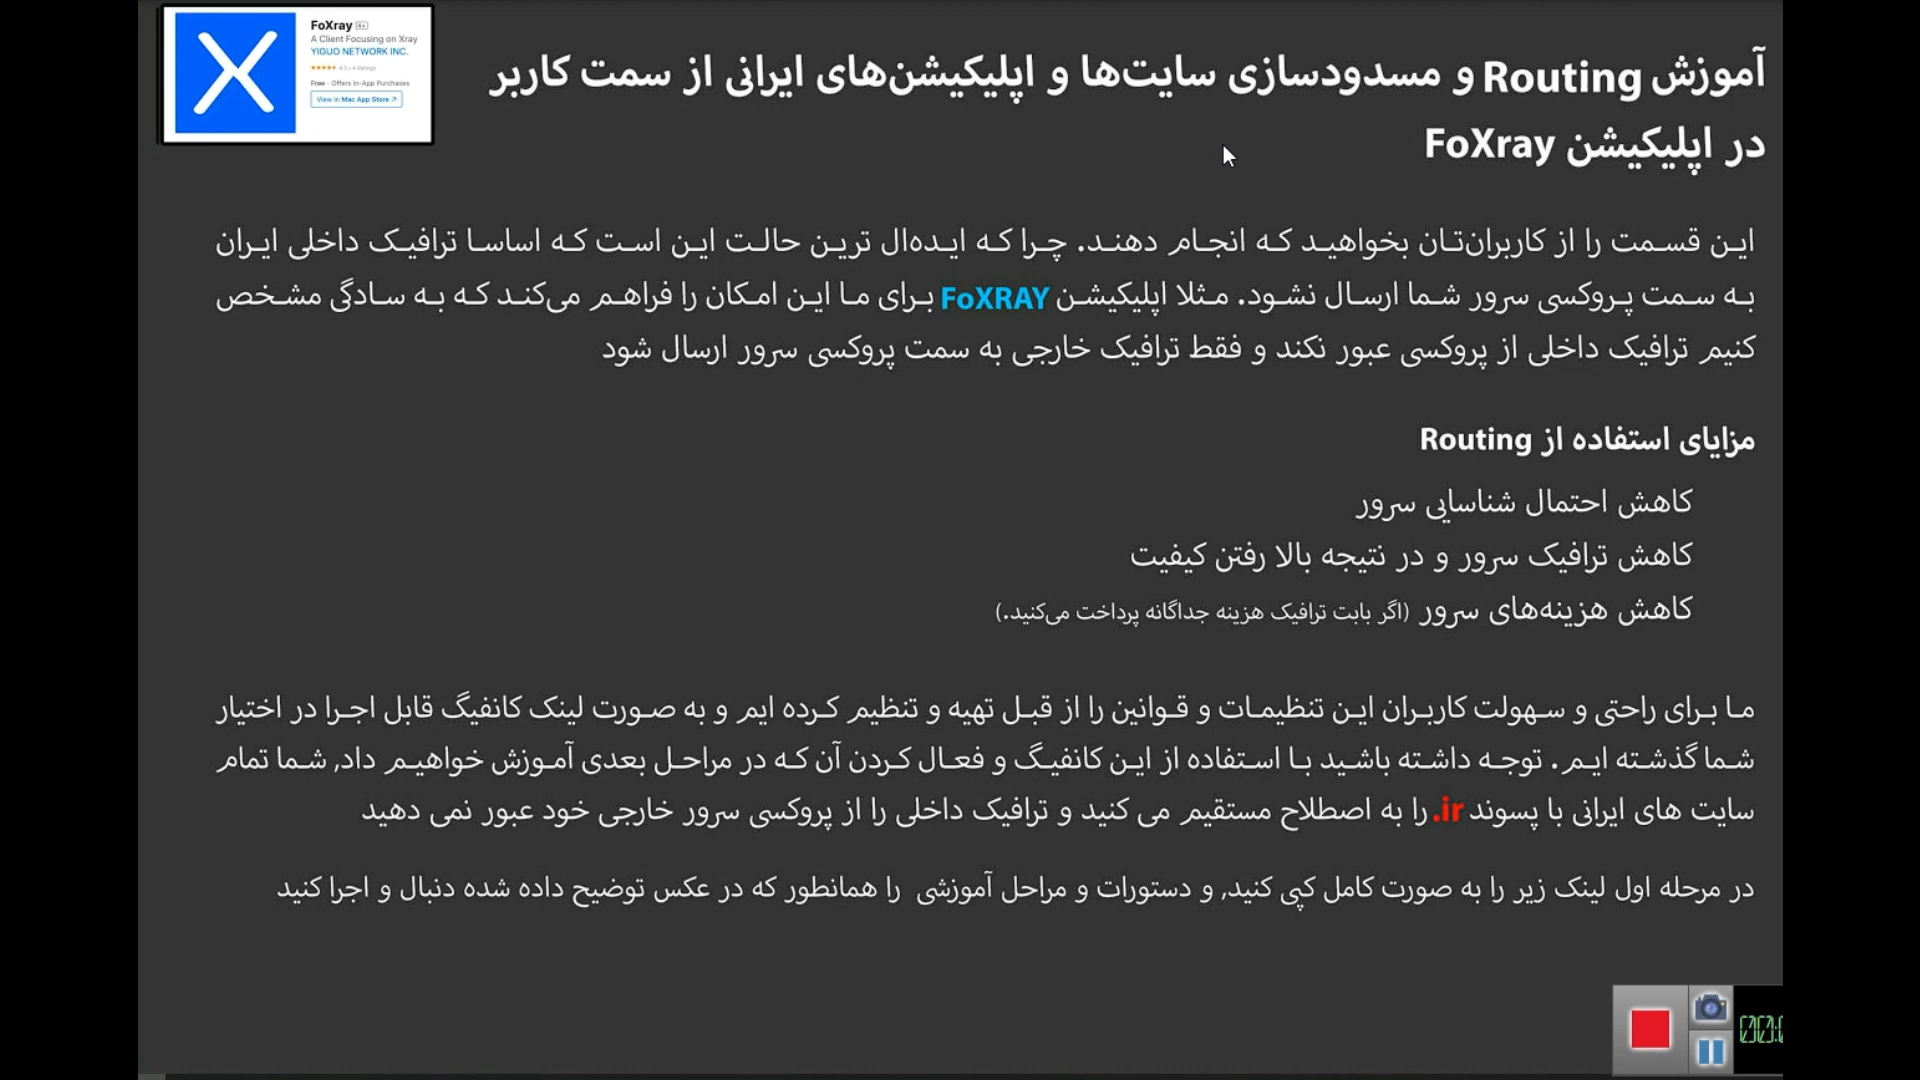 FoXray 4+
A Client Focusing on Xray
YIGUO NETWORK INC.
Free · Offers In-App Purchases
View in Mac App Store ↗
آموزش Routing و مسدودسازی سایت‌ها و اپلیکیشن‌های ایرانی از سمت کاربر
در اپلیکیشن FoXray
این قسمت را از کاربران‌تان بخواهید که انجام دهند. چرا که ایده‌ال ترین حالت این است که اساسا ترافیک داخلی ایران
به سمت پروکسی سرور شما ارسال نشود. مثلا اپلیکیشن FoXRAY برای ما این امکان را فراهم می‌کند که به سادگی مشخص
کنیم ترافیک داخلی از پروکسی عبور نکند و فقط ترافیک خارجی به سمت پروکسی سرور ارسال شود
مزایای استفاده از Routing
کاهش احتمال شناسایی سرور
کاهش ترافیک سرور و در نتیجه بالا رفتن کیفیت
کاهش هزینه‌های سرور (اگر بابت ترافیک هزینه جداگانه پرداخت می‌کنید.)
ما برای راحتی و سهولت کاربران این تنظیمات و قوانین را از قبل تهیه و تنظیم کرده ایم و به صورت لینک کانفیگ قابل اجرا در اختیار
شما گذشته ایم. توجه داشته باشید با استفاده از این کانفیگ و فعال کردن آن که در مراحل بعدی آموزش خواهیم داد, شما تمام
سایت های ایرانی با پسوند .ir را به اصطلاح مستقیم می کنید و ترافیک داخلی را از پروکسی سرور خارجی خود عبور نمی دهید
در مرحله اول لینک زیر را به صورت کامل کپی کنید, و دستورات و مراحل آموزشی را همانطور که در عکس توضیح داده شده دنبال و اجرا کنید